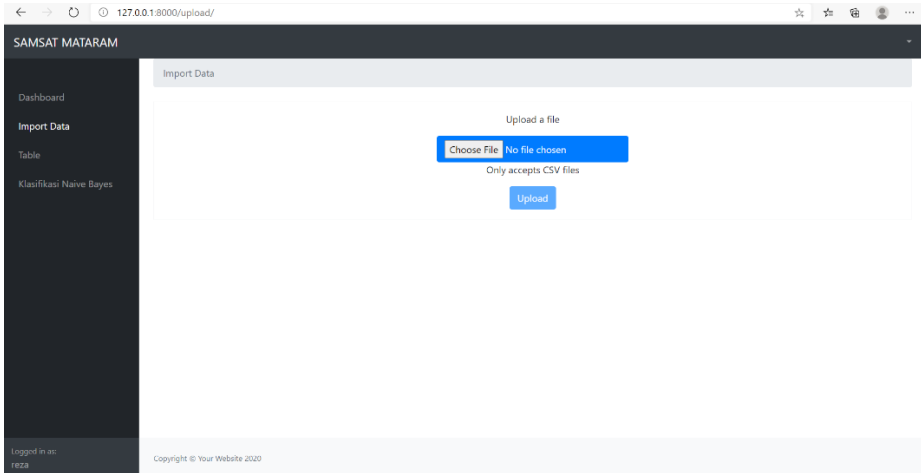 127.0.0.1:8000/upload/
SAMSAT MATARAM
Dashboard
Import Data
Table
Klasifikasi Naive Bayes
Logged in as:
reza
Import Data
Upload a file
Choose File No file chosen
Only accepts CSV files
Upload
Copyright © Your Website 2020